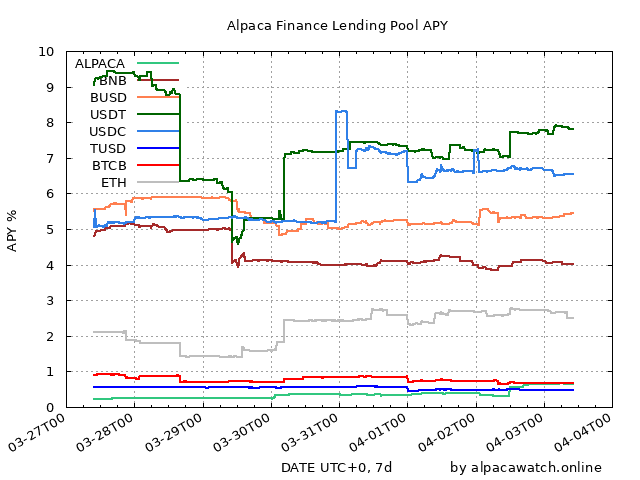 Alpaca Finance Lending Pool APY
10
9
8
7
6
5
4
3
2
1
0
APY %
ALPACA
BNB
BUSD
USDT
USDC
TUSD
BTCB
ETH
03-27T00
03-28T00
03-29T00
03-30T00
03-31T00
04-01T00
04-02T00
04-03T00
04-04T00
DATE UTC+0, 7d
by alpacawatch.online